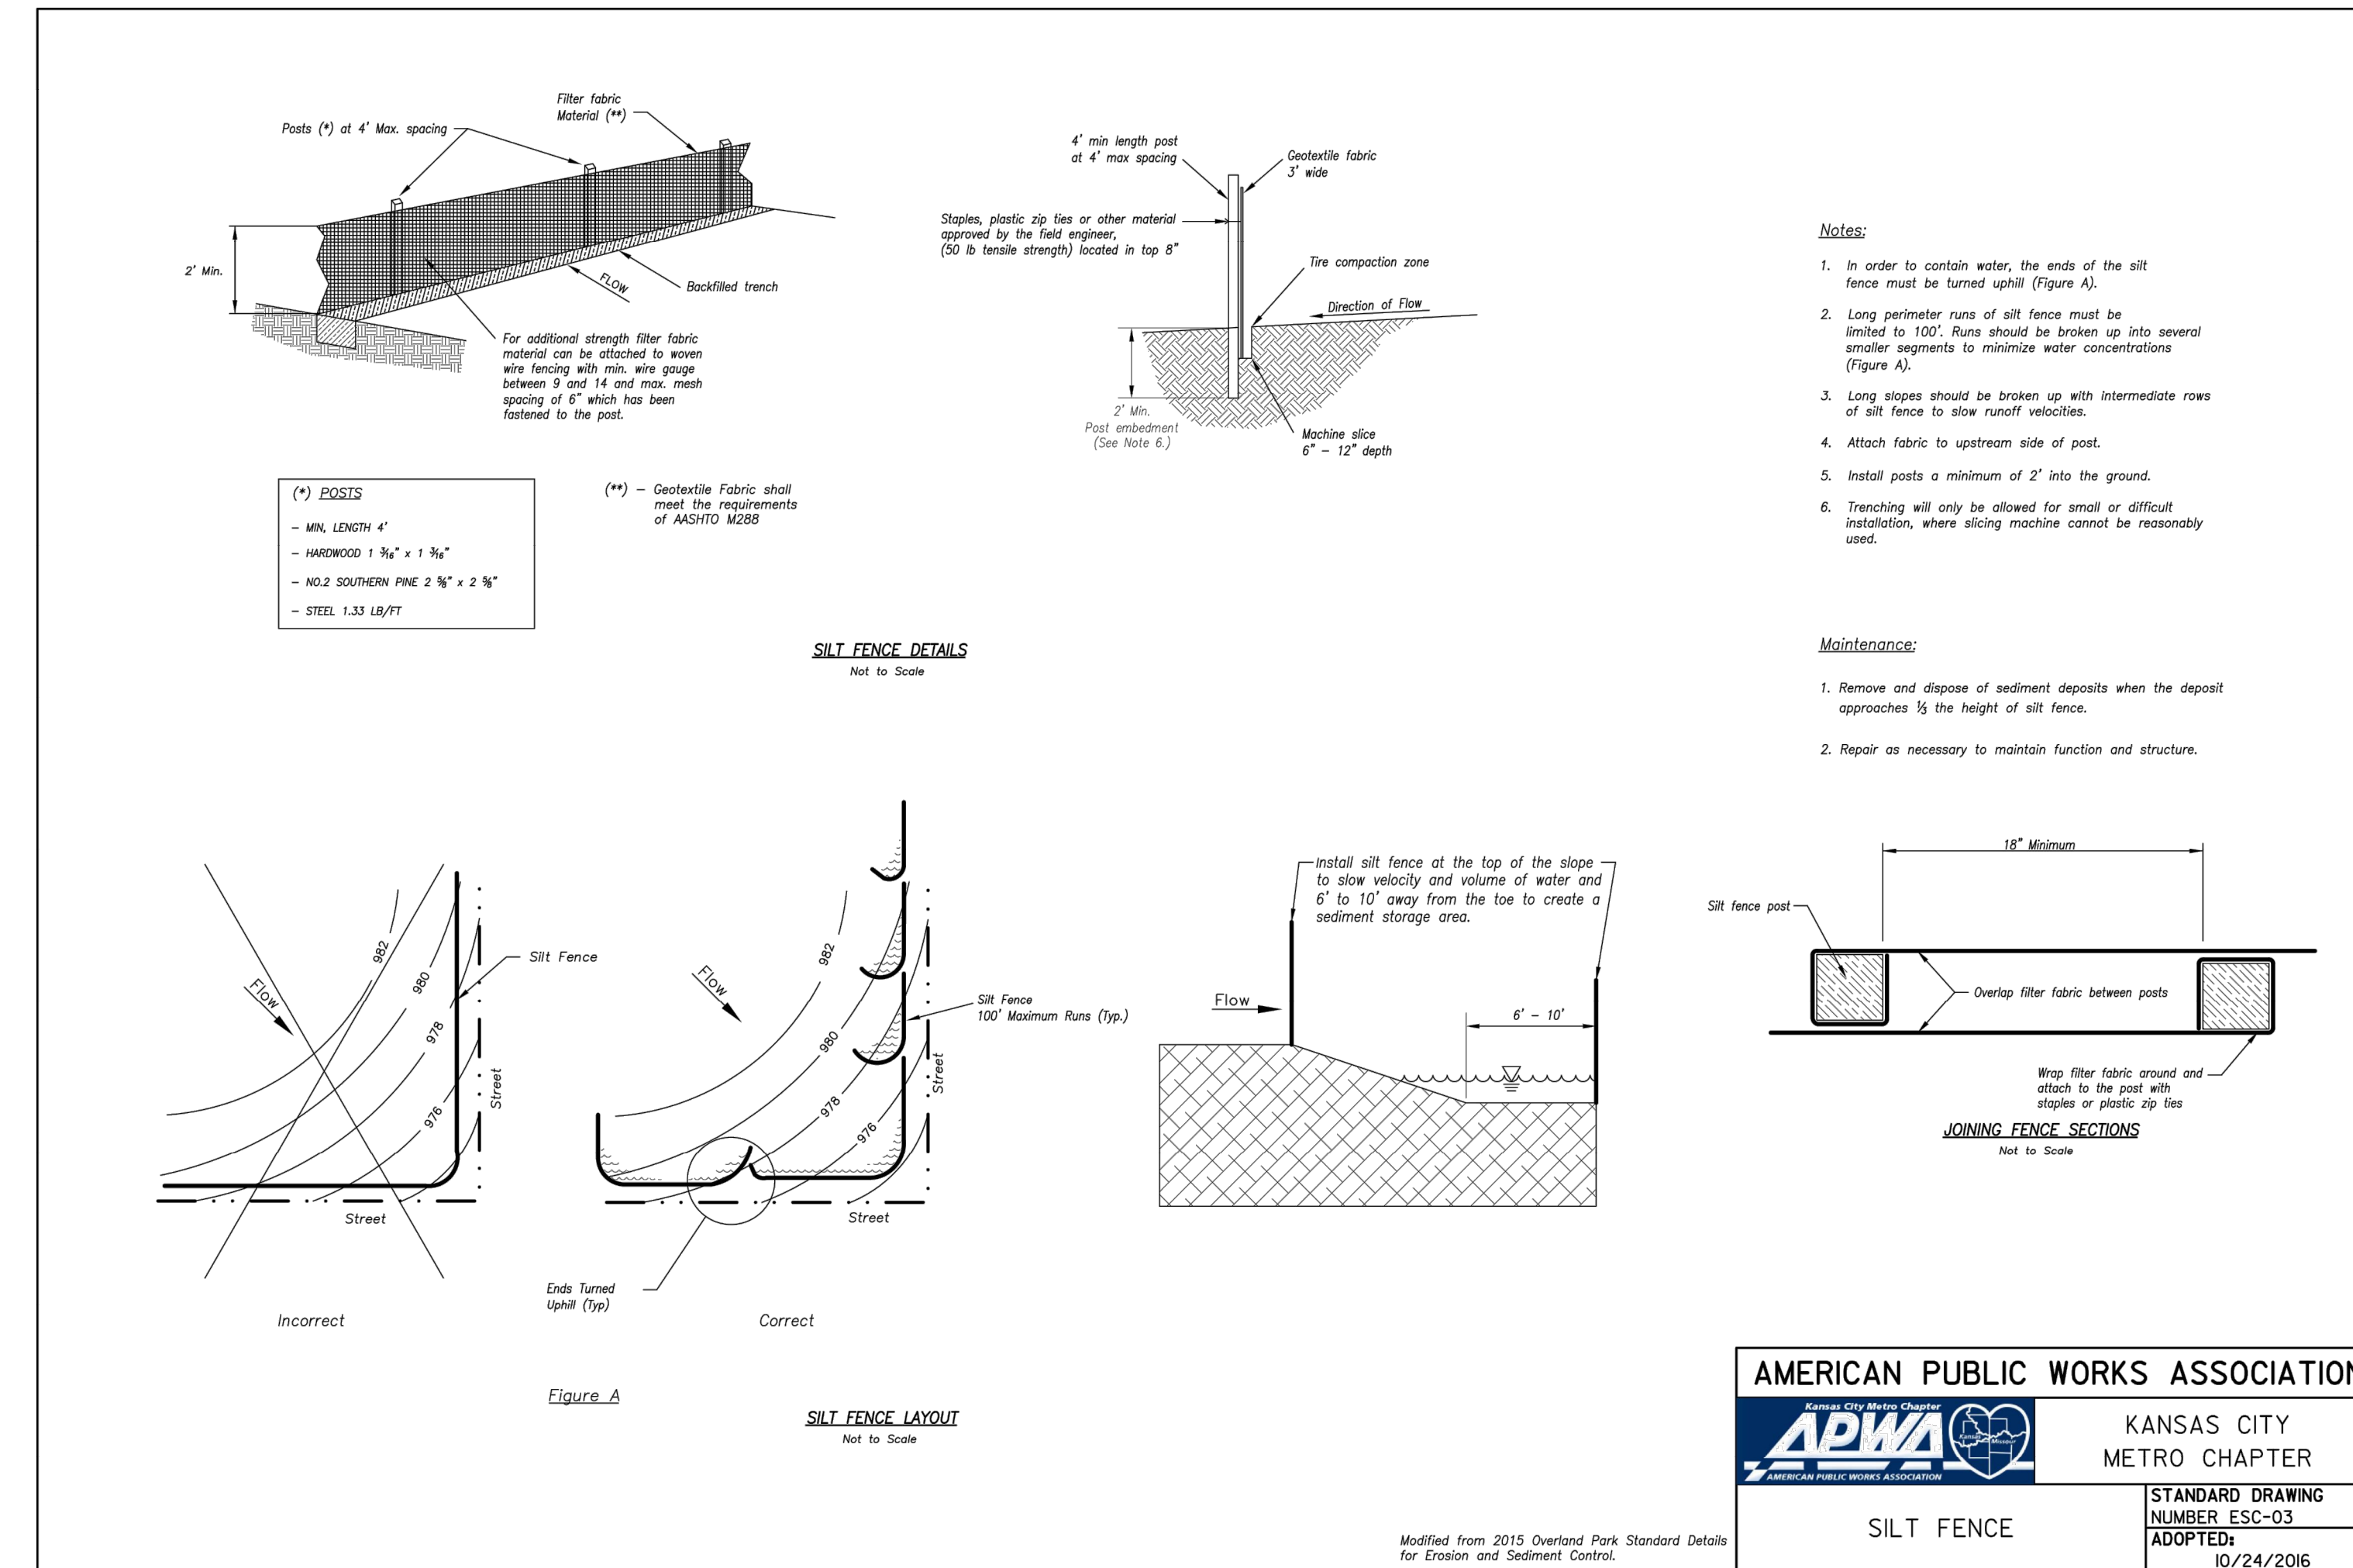 Filter fabric
Material (**)
Posts (*) at 4' Max. spacing
2' Min.
FLOW
Backfilled trench
For additional strength filter fabric
material can be attached to woven
wire fencing with min. wire gauge
between 9 and 14 and max. mesh
spacing of 6" which has been
fastened to the post.
4' min length post
at 4' max spacing
Geotextile fabric
3' wide
Staples, plastic zip ties or other material
approved by the field engineer,
(50 lb tensile strength) located in top 8"
Tire compaction zone
Direction of Flow
2' Min.
Post embedment
(See Note 6.)
Machine slice
6" – 12" depth
(*) POSTS
– MIN, LENGTH 4'
– HARDWOOD 1 3/16" x 1 3/16"
– NO.2 SOUTHERN PINE 2 5/8" x 2 5/8"
– STEEL 1.33 LB/FT
(**) – Geotextile Fabric shall
meet the requirements
of AASHTO M288
SILT FENCE DETAILS
Not to Scale
Notes:
1. In order to contain water, the ends of the silt
fence must be turned uphill (Figure A).
2. Long perimeter runs of silt fence must be
limited to 100'. Runs should be broken up into several
smaller segments to minimize water concentrations
(Figure A).
3. Long slopes should be broken up with intermediate rows
of silt fence to slow runoff velocities.
4. Attach fabric to upstream side of post.
5. Install posts a minimum of 2' into the ground.
6. Trenching will only be allowed for small or difficult
installation, where slicing machine cannot be reasonably
used.
Maintenance:
1. Remove and dispose of sediment deposits when the deposit
approaches 1/3 the height of silt fence.
2. Repair as necessary to maintain function and structure.
982
980
978
976
Flow
Silt Fence
Street
Street
Incorrect
982
980
978
976
Flow
Silt Fence
100' Maximum Runs (Typ.)
Street
Street
Ends Turned
Uphill (Typ)
Correct
Figure A
SILT FENCE LAYOUT
Not to Scale
Install silt fence at the top of the slope
to slow velocity and volume of water and
6' to 10' away from the toe to create a
sediment storage area.
Flow
6' – 10'
18" Minimum
Silt fence post
Overlap filter fabric between posts
Wrap filter fabric around and
attach to the post with
staples or plastic zip ties
JOINING FENCE SECTIONS
Not to Scale
Modified from 2015 Overland Park Standard Details
for Erosion and Sediment Control.
AMERICAN PUBLIC WORKS ASSOCIATION
Kansas City Metro Chapter
APWA
Kansas
Missouri
AMERICAN PUBLIC WORKS ASSOCIATION
KANSAS CITY
METRO CHAPTER
SILT FENCE
STANDARD DRAWING
NUMBER ESC-03
ADOPTED:
10/24/2016